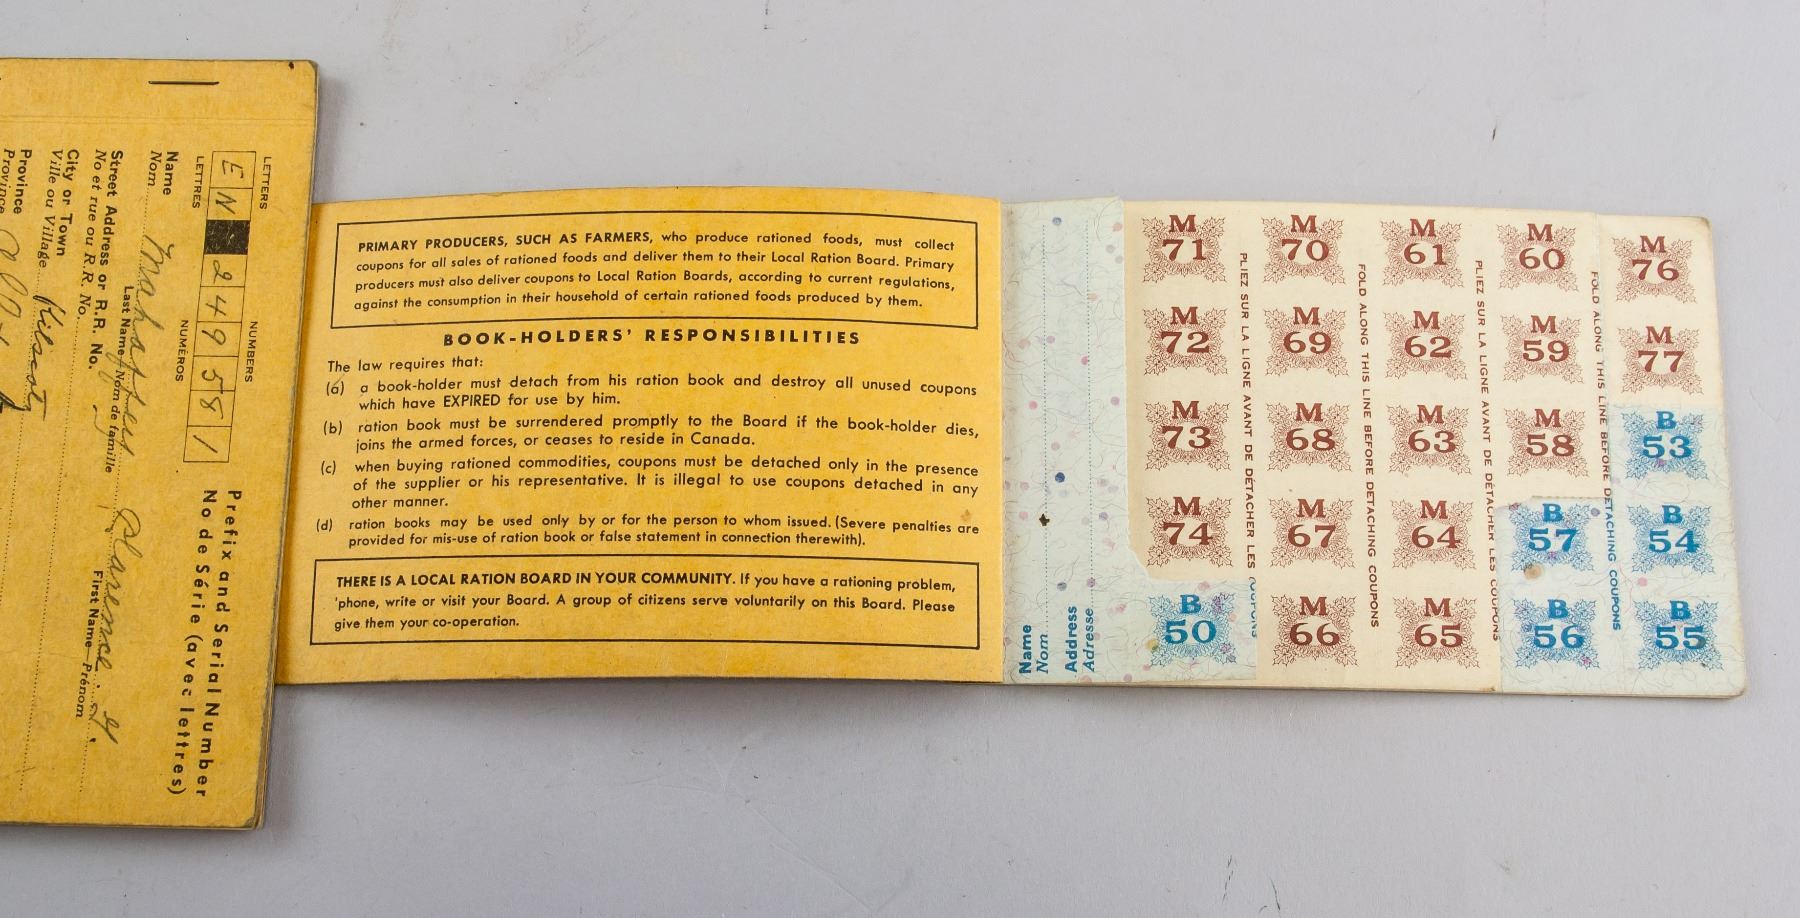 LETTERS
E N 2 4 9 5 8 1
LETTRES
NUMBERS
NUMÉROS
Prefix and Serial Number
No de Série (avec lettres)
Name
Nom
Clarence
Last Name—Nom de famille
First Name—Prénom
Street Address or R.R. No.
No et rue ou R.R. No.
City or Town
Ville ou Village
Province
Province
PRIMARY PRODUCERS, SUCH AS FARMERS, who produce rationed foods, must collect
coupons for all sales of rationed foods and deliver them to their Local Ration Board. Primary
producers must also deliver coupons to Local Ration Boards, according to current regulations,
against the consumption in their household of certain rationed foods produced by them.
BOOK-HOLDERS' RESPONSIBILITIES
The law requires that:
(a) a book-holder must detach from his ration book and destroy all unused coupons
which have EXPIRED for use by him.
(b) ration book must be surrendered promptly to the Board if the book-holder dies,
joins the armed forces, or ceases to reside in Canada.
(c) when buying rationed commodities, coupons must be detached only in the presence
of the supplier or his representative. It is illegal to use coupons detached in any
other manner.
(d) ration books may be used only by or for the person to whom issued. (Severe penalties are
provided for mis-use of ration book or false statement in connection therewith).
THERE IS A LOCAL RATION BOARD IN YOUR COMMUNITY. If you have a rationing problem,
'phone, write or visit your Board. A group of citizens serve voluntarily on this Board. Please
give them your co-operation.
Name
Nom
Address
Adresse
M 71
M 72
M 73
M 74
B 50
PLIEZ SUR LA LIGNE AVANT DE DÉTACHER LES COUPONS
M 70
M 69
M 68
M 67
M 66
FOLD ALONG THIS LINE BEFORE DETACHING COUPONS
M 61
M 62
M 63
M 64
M 65
PLIEZ SUR LA LIGNE AVANT DE DÉTACHER LES COUPONS
M 60
M 59
M 58
B 57
B 56
FOLD ALONG THIS LINE BEFORE DETACHING COUPONS
M 76
M 77
B 53
B 54
B 55